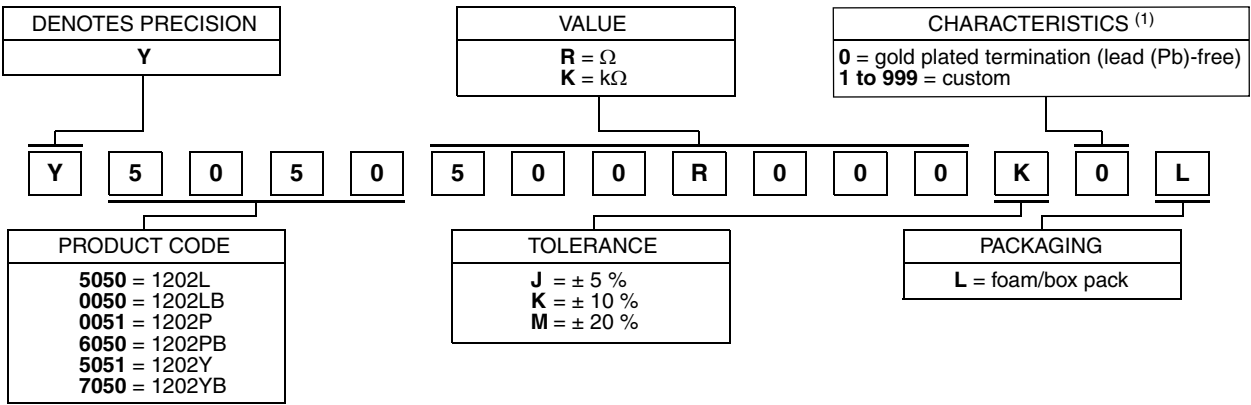 DENOTES PRECISION
Y
VALUE
R = Ω
K = kΩ
CHARACTERISTICS (1)
0 = gold plated termination (lead (Pb)-free)
1 to 999 = custom
Y 5 0 5 0 5 0 0 R 0 0 0 K 0 L
PRODUCT CODE
5050 = 1202L
0050 = 1202LB
0051 = 1202P
6050 = 1202PB
5051 = 1202Y
7050 = 1202YB
TOLERANCE
J = ± 5 %
K = ± 10 %
M = ± 20 %
PACKAGING
L = foam/box pack